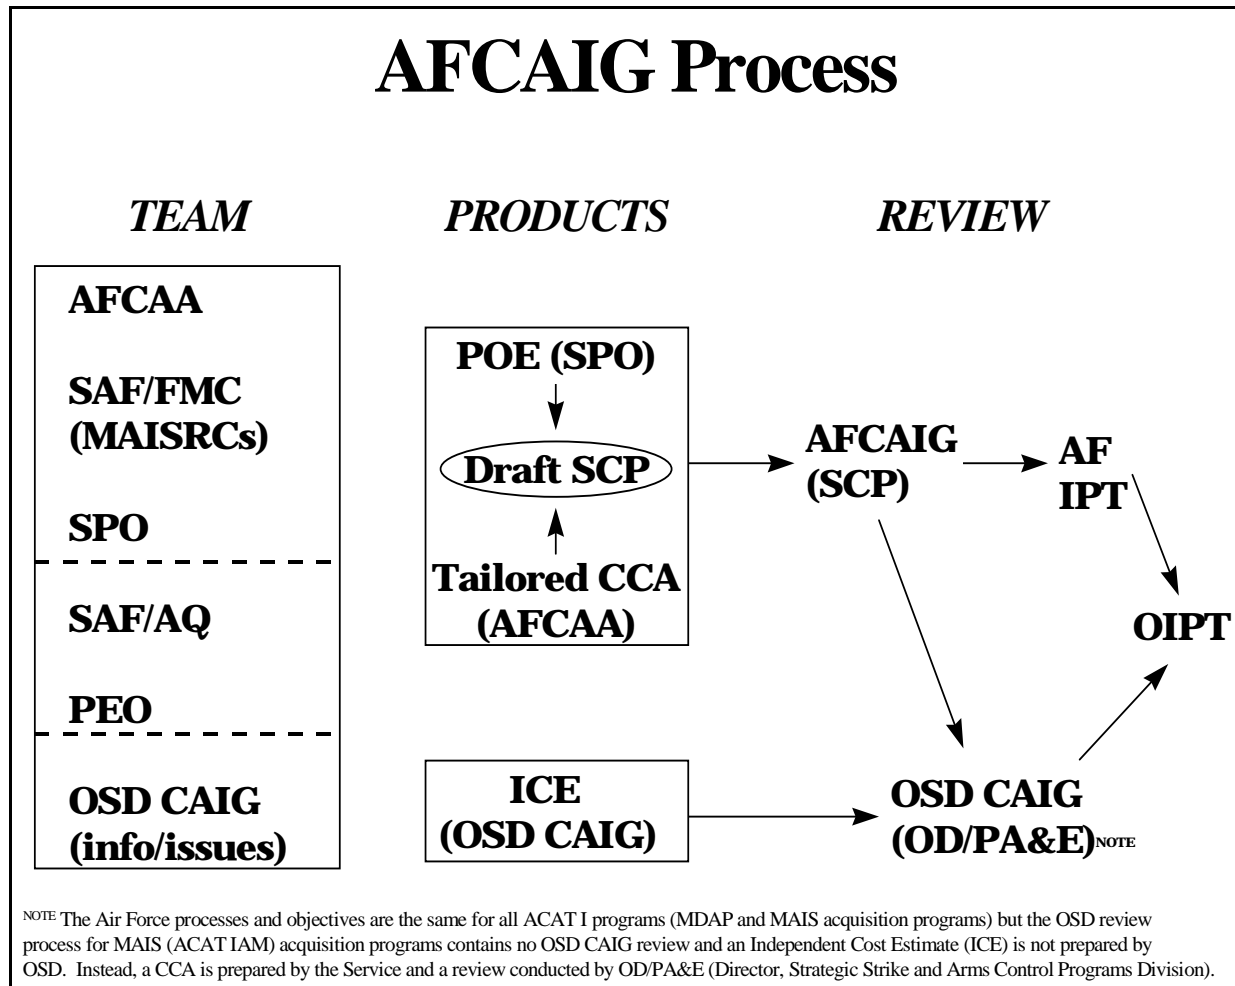 AFCAIG Process
TEAM
PRODUCTS
REVIEW
AFCAA
SAF/FMC
(MAISRCs)
SPO
SAF/AQ
PEO
OSD CAIG
(info/issues)
POE (SPO)
Draft SCP
Tailored CCA
(AFCAA)
ICE
(OSD CAIG)
AFCAIG
(SCP)
AF
IPT
OIPT
OSD CAIG
(OD/PA&E)NOTE
NOTE The Air Force processes and objectives are the same for all ACAT I programs (MDAP and MAIS acquisition programs) but the OSD review
process for MAIS (ACAT IAM) acquisition programs contains no OSD CAIG review and an Independent Cost Estimate (ICE) is not prepared by
OSD. Instead, a CCA is prepared by the Service and a review conducted by OD/PA&E (Director, Strategic Strike and Arms Control Programs Division).